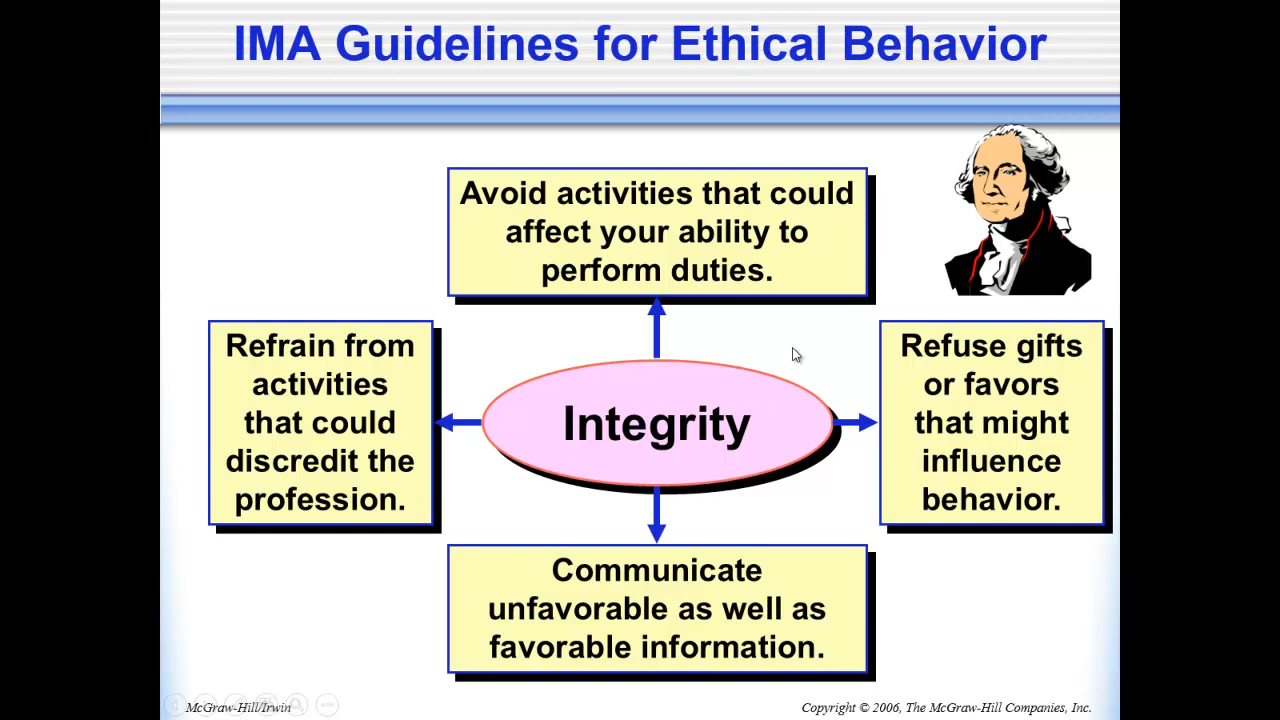 IMA Guidelines for Ethical Behavior
Avoid activities that could
affect your ability to
perform duties.
Refrain from
activities
that could
discredit the
profession.
Integrity
Refuse gifts
or favors
that might
influence
behavior.
Communicate
unfavorable as well as
favorable information.
McGraw-Hill/Irwin
Copyright © 2006, The McGraw-Hill Companies, Inc.